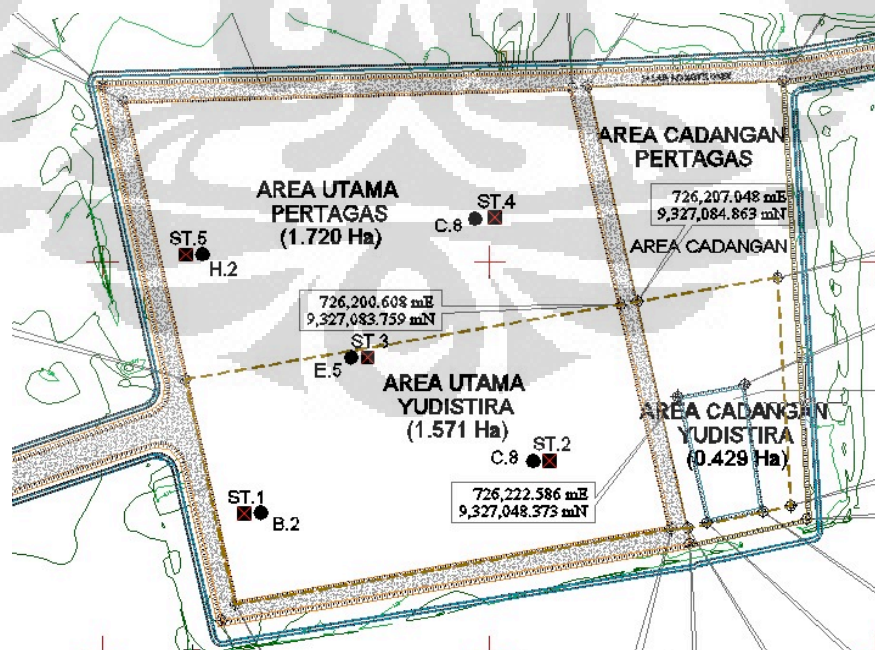 AREA CADANGAN
PERTAGAS
AREA UTAMA
PERTAGAS
(1.720 Ha)
ST.4
C.8
726,207.048 mE
9,327,084.863 mN
ST.5
H.2
AREA CADANGAN
726,200.608 mE
9,327,083.759 mN
ST.3
E.5
AREA UTAMA
YUDISTIRA
(1.571 Ha)
AREA CADANGAN
YUDISTIRA
(0.429 Ha)
ST.2
C.8
726,222.586 mE
9,327,048.373 mN
ST.1
B.2